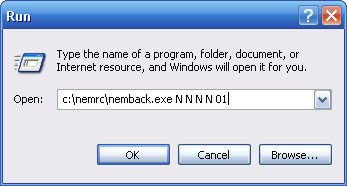 Run
Type the name of a program, folder, document, or
Internet resource, and Windows will open it for you.
Open:
c:\nemrc\nemback.exe N N N N 01
OK
Cancel
Browse...